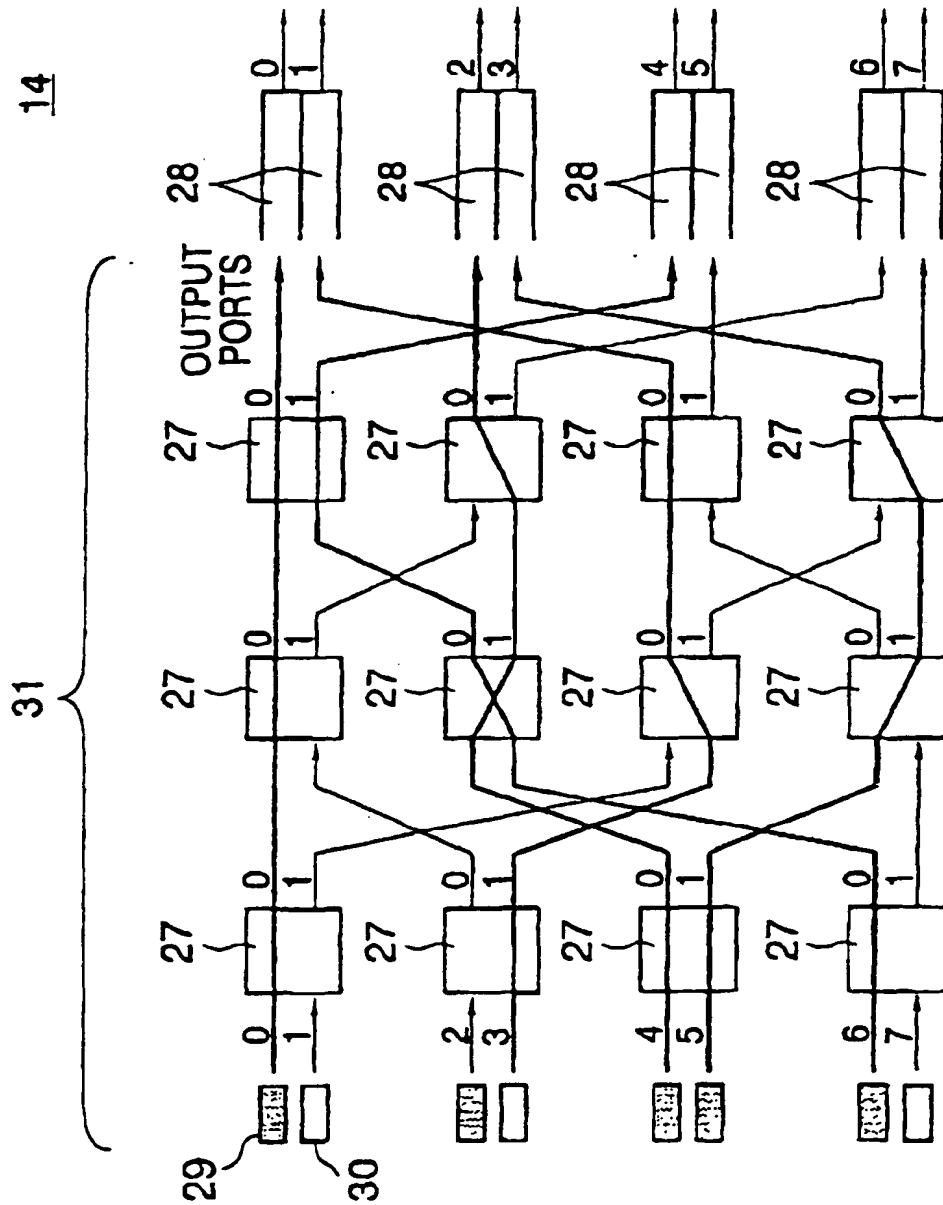 14
31
29
27
27
27
OUTPUT
PORTS
28
0 0 0 0 0
1 1 1 1 1
30
27 27 27 28
2 0 0 0 2
3 1 1 1 3
27 27 27 28
4 0 0 0 4
5 1 1 1 5
27 27 27 28
6 0 0 0 6
7 1 1 1 7